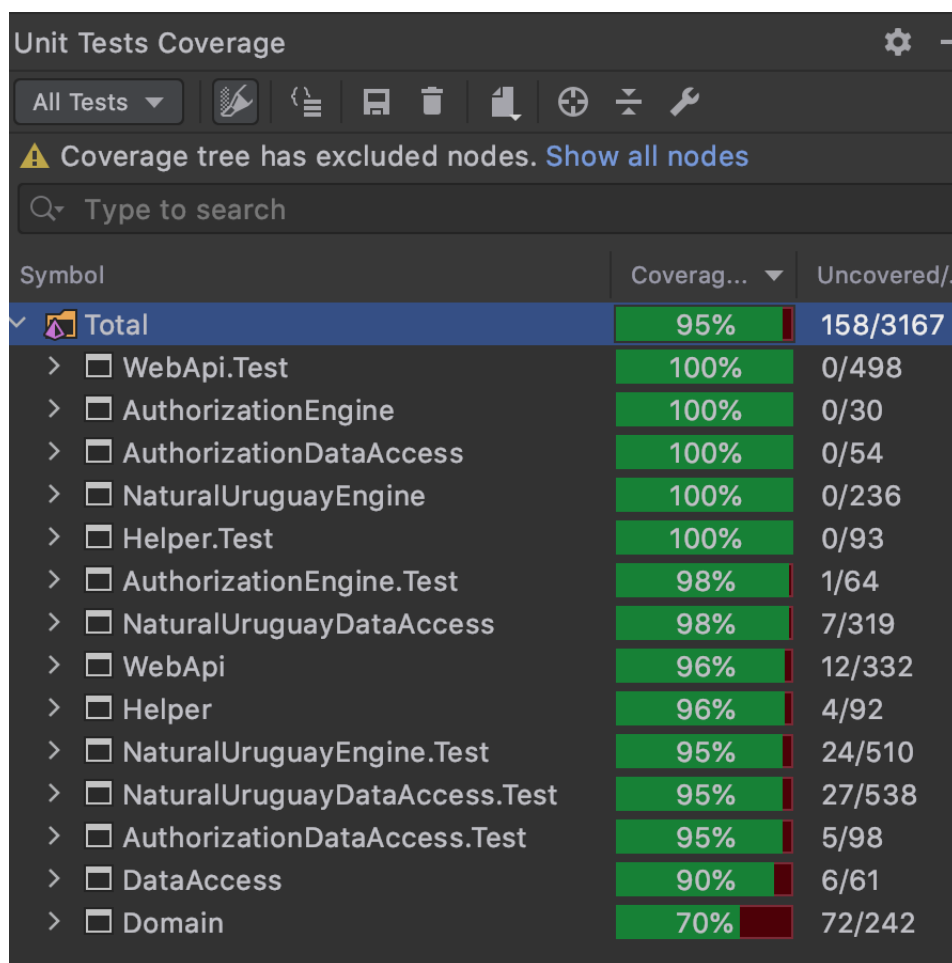 Unit Tests Coverage
All Tests
Coverage tree has excluded nodes. Show all nodes
Type to search
Symbol Coverag... Uncovered/.
Total 95% 158/3167
WebApi.Test 100% 0/498
AuthorizationEngine 100% 0/30
AuthorizationDataAccess 100% 0/54
NaturalUruguayEngine 100% 0/236
Helper.Test 100% 0/93
AuthorizationEngine.Test 98% 1/64
NaturalUruguayDataAccess 98% 7/319
WebApi 96% 12/332
Helper 96% 4/92
NaturalUruguayEngine.Test 95% 24/510
NaturalUruguayDataAccess.Test 95% 27/538
AuthorizationDataAccess.Test 95% 5/98
DataAccess 90% 6/61
Domain 70% 72/242